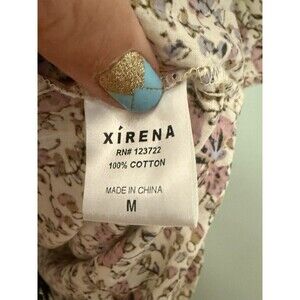 XÍRENA
RN# 123722
100% COTTON
MADE IN CHINA
M